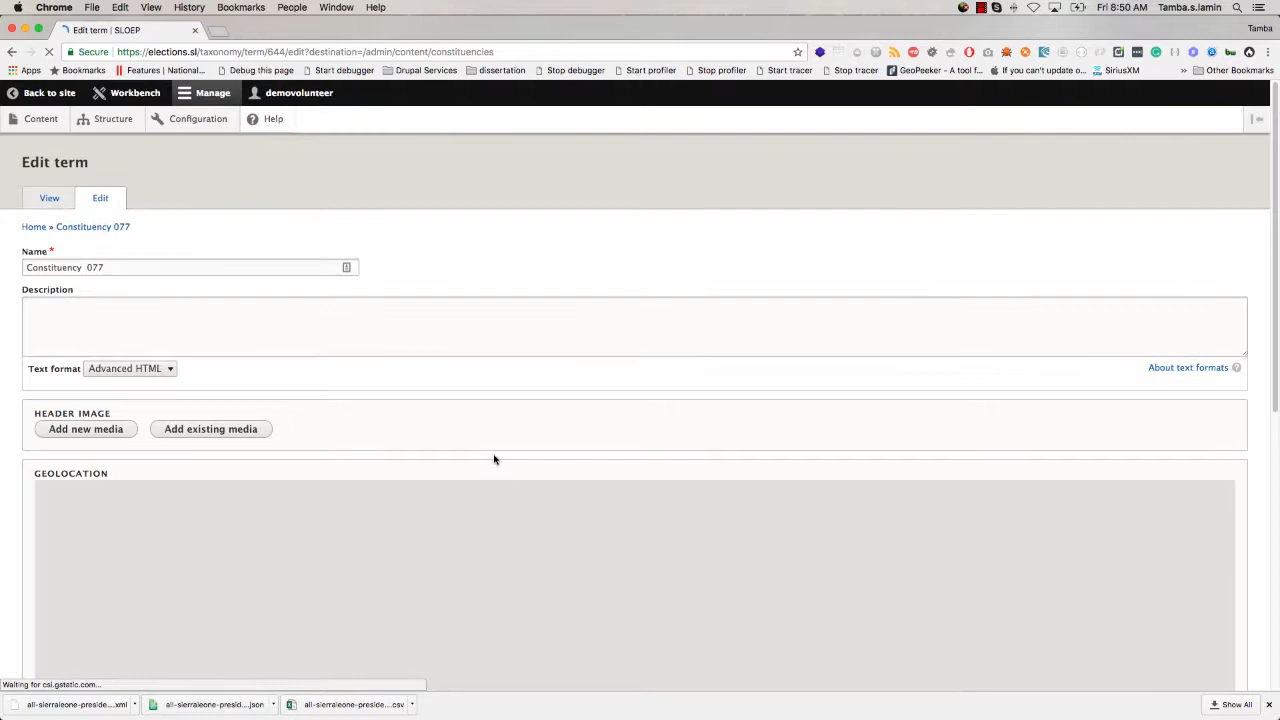 Chrome File Edit View History Bookmarks People Window Help Fri 8:50 AM Tamba.s.lamin
Edit term | SLOEP Tamba
Secure https://elections.sl/taxonomy/term/644/edit?destination=/admin/content/constituencies
Apps Bookmarks Features | National... Debug this page Start debugger Drupal Services dissertation Stop debugger Start profiler Stop profiler Start tracer Stop tracer GeoPeeker - A tool f... If you can't update o... SiriusXM » Other Bookmarks
Back to site Workbench Manage demovolunteer
Content Structure Configuration Help
Edit term
View Edit
Home » Constituency 077
Name *
Constituency 077
Description
Text format Advanced HTML About text formats ?
HEADER IMAGE
Add new media Add existing media
GEOLOCATION
Waiting for csi.gstatic.com...
all-sierraleone-preside....xml all-sierraleone-presid....json all-sierraleone-preside....csv Show All